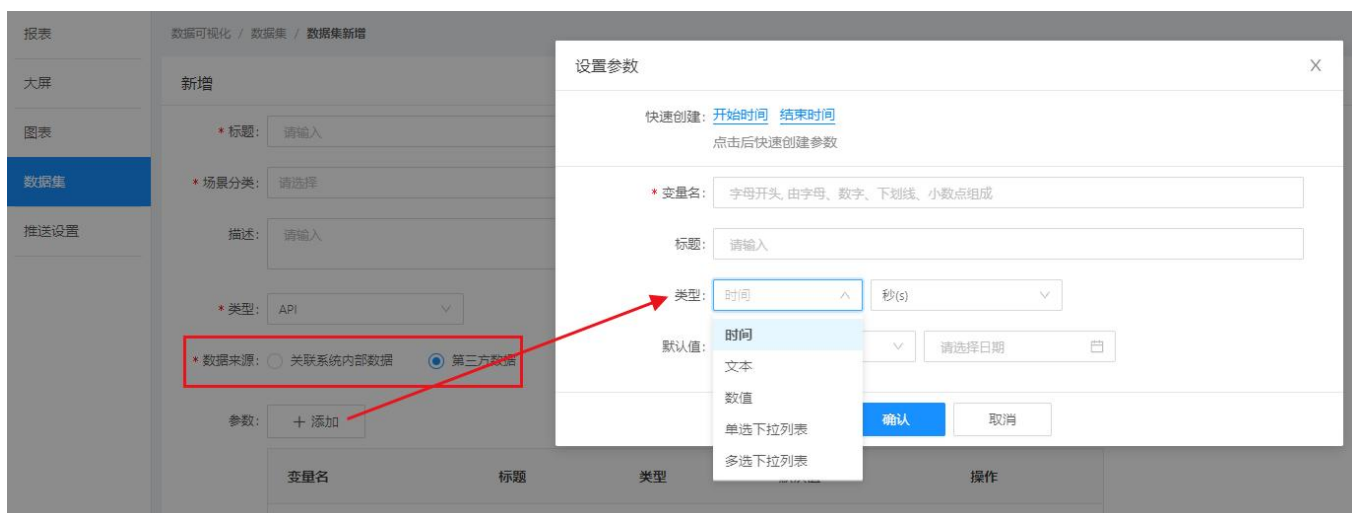 报表
大屏
图表
数据集
推送设置
数据可视化 / 数据集 / 数据集新增
新增
* 标题: 请输入
* 场景分类: 请选择
描述: 请输入
* 类型: API
* 数据来源: 关联系统内部数据 第三方数据
参数: + 添加
变量名 标题 类型 操作
设置参数 X
快速创建: 开始时间 结束时间
点击后快速创建参数
* 变量名: 字母开头, 由字母、数字、下划线、小数点组成
标题: 请输入
类型: 时间 秒(s)
默认值: 请选择日期
时间
文本
数值
单选下拉列表
多选下拉列表
确认 取消